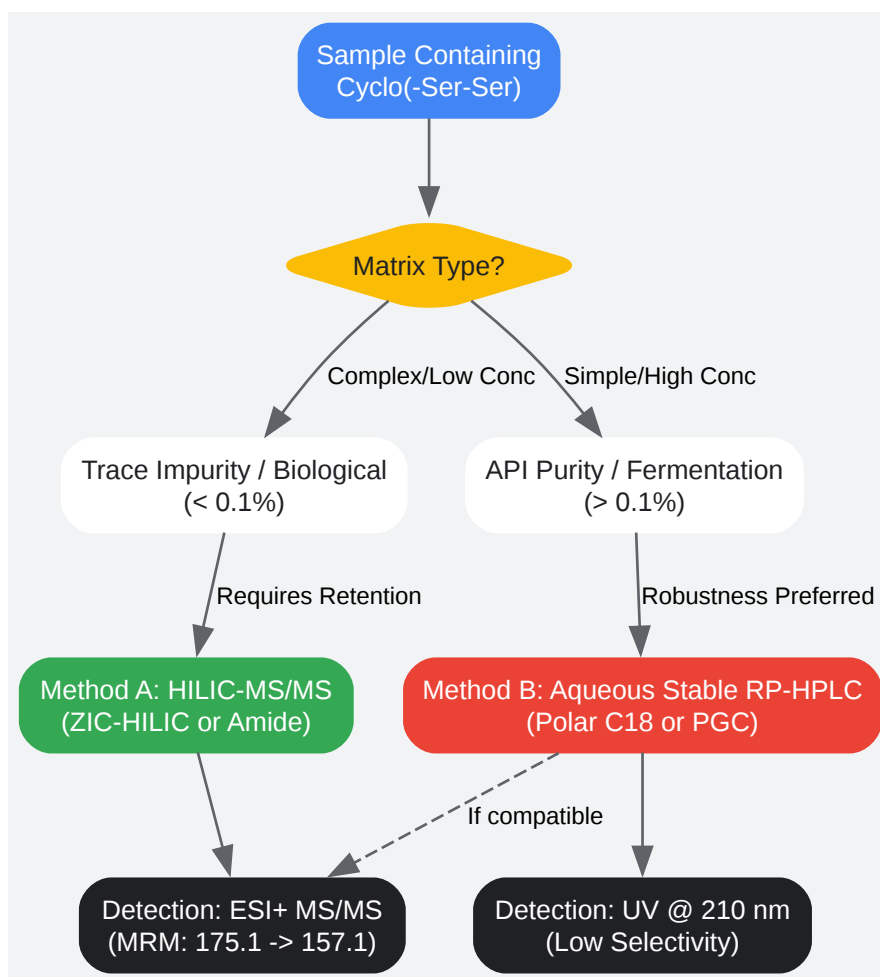 Sample Containing
Cyclo(-Ser-Ser)
Matrix Type?
Complex/Low Conc
Simple/High Conc
Trace Impurity / Biological
(< 0.1%)
API Purity / Fermentation
(> 0.1%)
Requires Retention
Robustness Preferred
Method A: HILIC-MS/MS
(ZIC-HILIC or Amide)
Method B: Aqueous Stable RP-HPLC
(Polar C18 or PGC)
If compatible
Detection: ESI+ MS/MS
(MRM: 175.1 -> 157.1)
Detection: UV @ 210 nm
(Low Selectivity)